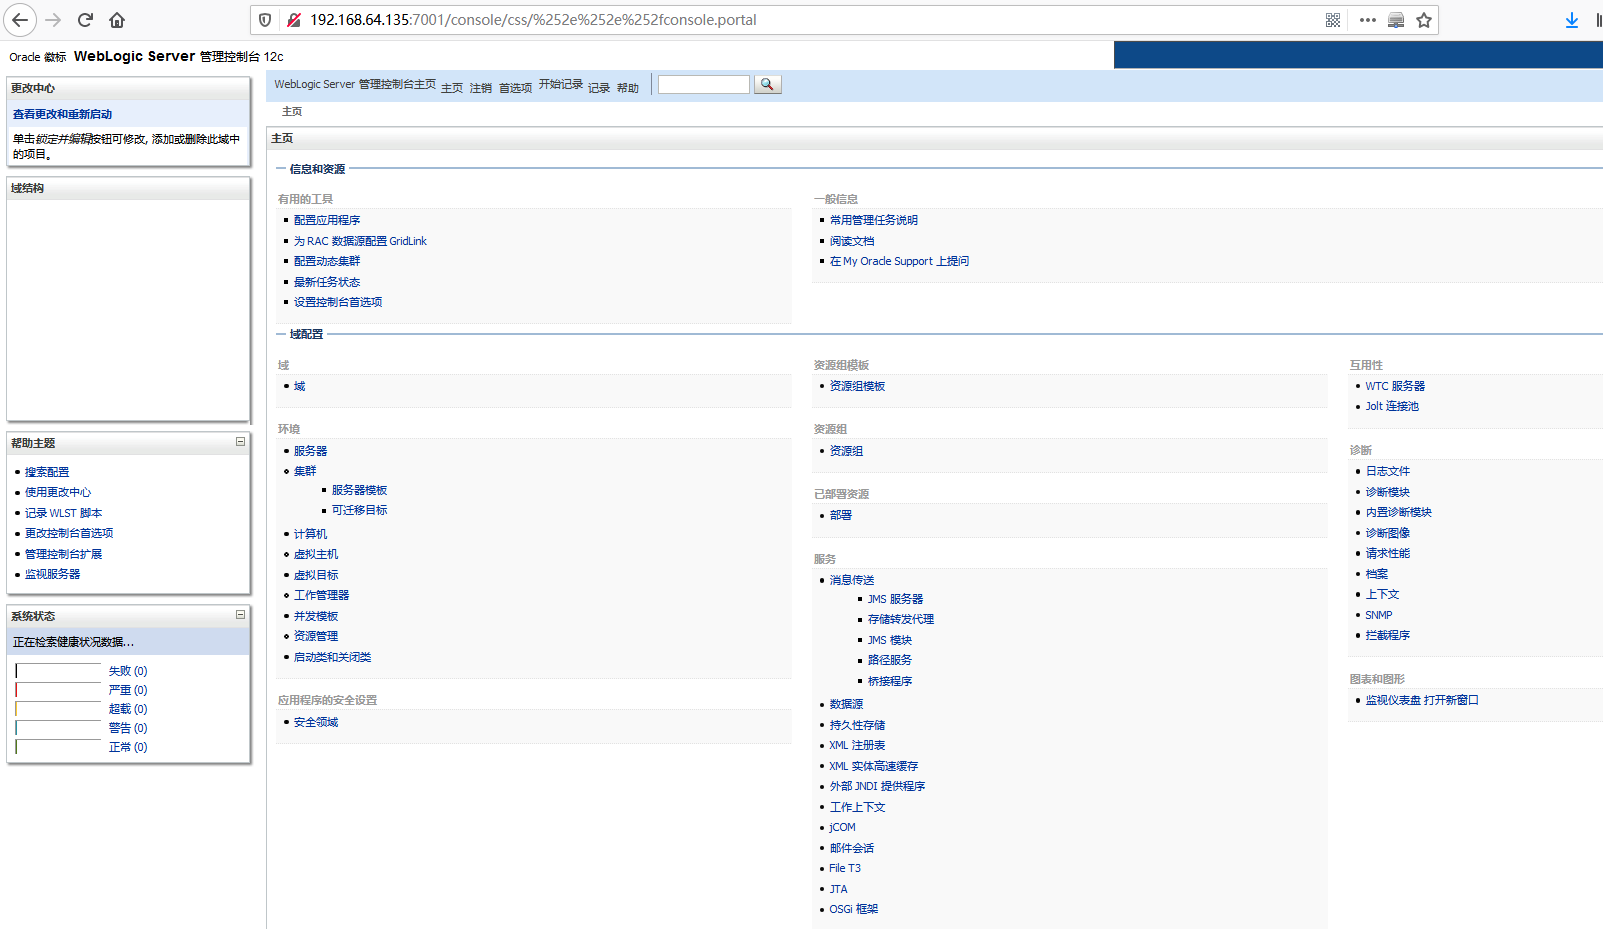 192.168.64.135:7001/console/css/%252e%252e%252fconsole.portal
Oracle 徽标 WebLogic Server 管理控制台 12c
更改中心
查看更改和重新启动
单击锁定并编辑按钮可修改, 添加或删除此域中
的项目。
域结构
帮助主题
搜索配置
使用更改中心
记录 WLST 脚本
更改控制台首选项
管理控制台扩展
监视服务器
系统状态
正在检索健康状况数据...
失败 (0)
严重 (0)
超载 (0)
警告 (0)
正常 (0)
WebLogic Server 管理控制台主页 主页 注销 首选项 开始记录 记录 帮助
主页
主页
信息和资源
有用的工具
配置应用程序
为 RAC 数据源配置 GridLink
配置动态集群
最新任务状态
设置控制台首选项
一般信息
常用管理任务说明
阅读文档
在 My Oracle Support 上提问
域配置
域
域
环境
服务器
集群
服务器模板
可迁移目标
计算机
虚拟主机
虚拟目标
工作管理器
并发模板
资源管理
启动类和关闭类
应用程序的安全设置
安全领域
资源组模板
资源组模板
资源组
资源组
已部署资源
部署
服务
消息传送
JMS 服务器
存储转发代理
JMS 模块
路径服务
桥接程序
数据源
持久性存储
XML 注册表
XML 实体高速缓存
外部 JNDI 提供程序
工作上下文
jCOM
邮件会话
File T3
JTA
OSGi 框架
互用性
WTC 服务器
Jolt 连接池
诊断
日志文件
诊断模块
内置诊断模块
诊断图像
请求性能
档案
上下文
SNMP
拦截程序
图表和图形
监视仪表盘 打开新窗口